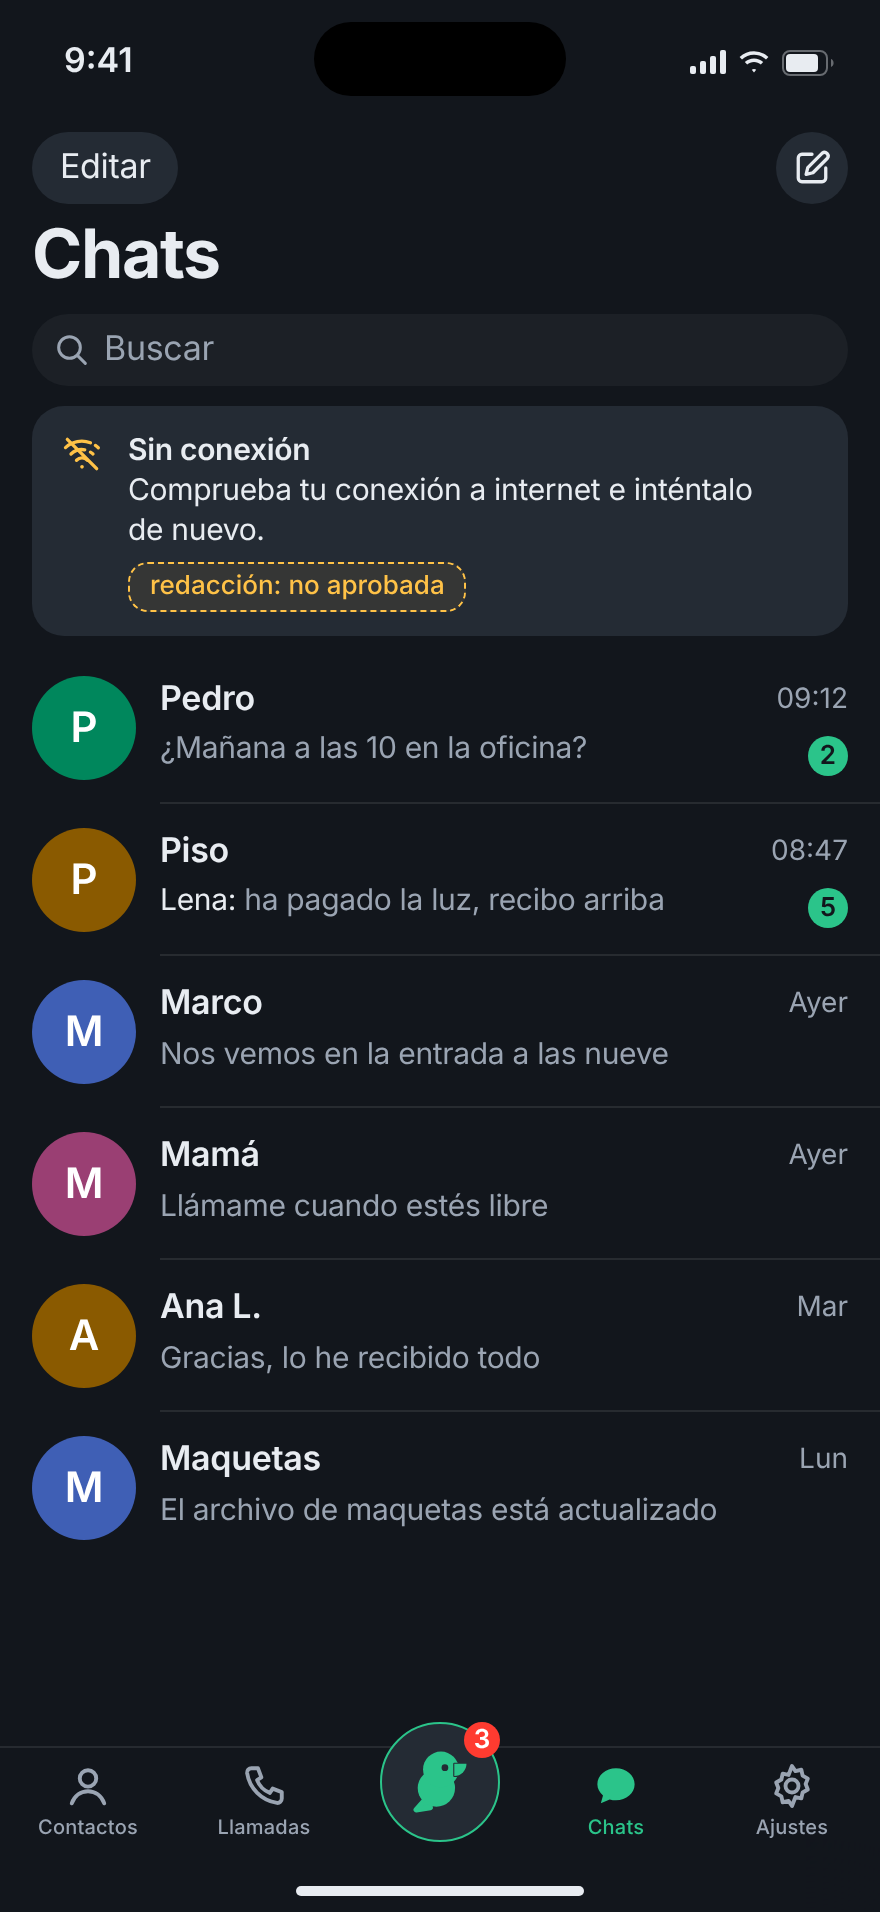 9:41
Editar
Chats
Buscar
Sin conexión
Comprueba tu conexión a internet e inténtalo
de nuevo.
redacción: no aprobada
P
Pedro
09:12
¿Mañana a las 10 en la oficina?
2
P
Piso
08:47
Lena: ha pagado la luz, recibo arriba
5
M
Marco
Ayer
Nos vemos en la entrada a las nueve
M
Mamá
Ayer
Llámame cuando estés libre
A
Ana L.
Mar
Gracias, lo he recibido todo
M
Maquetas
Lun
El archivo de maquetas está actualizado
3
Contactos
Llamadas
Chats
Ajustes